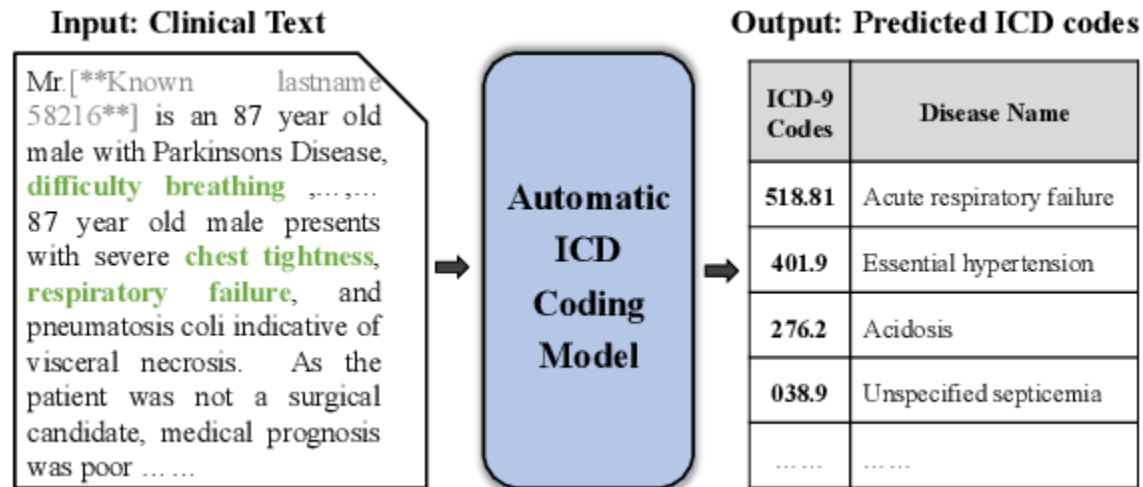 Input: Clinical Text
Mr.[**Known lastname
58216**] is an 87 year old
male with Parkinsons Disease,
difficulty breathing ,... ,...
87 year old male presents
with severe chest tightness,
respiratory failure, and
pneumatosis coli indicative of
visceral necrosis. As the
patient was not a surgical
candidate, medical prognosis
was poor ... ...
Automatic
ICD
Coding
Model
Output: Predicted ICD codes
ICD-9
Codes
Disease Name
518.81 Acute respiratory failure
401.9 Essential hypertension
276.2 Acidosis
038.9 Unspecified septicemia
... ... ... ...